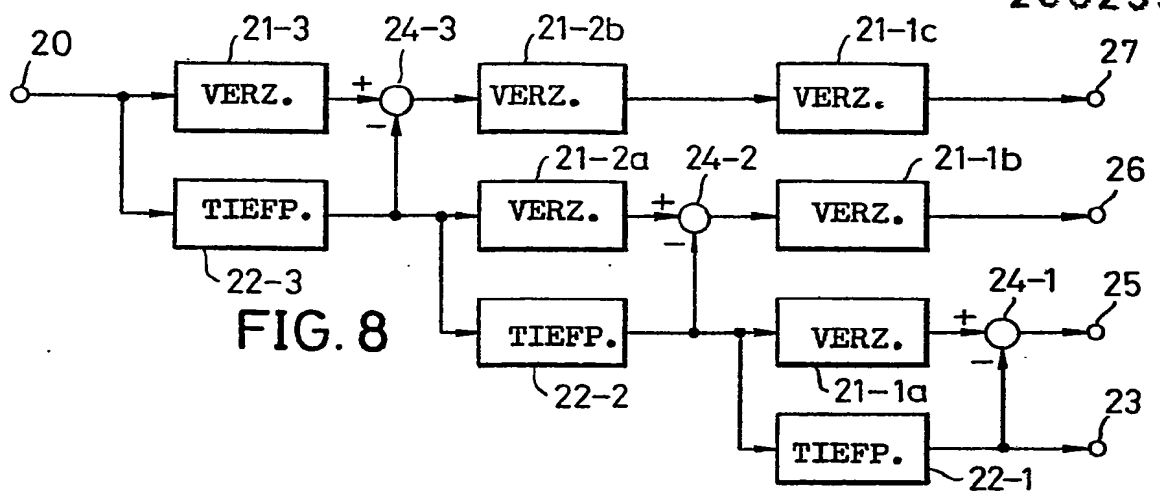 20 21-3 24-3 21-2b 21-1c 27
VERZ. + VERZ. VERZ.
-
21-2a 24-2 21-1b 26
TIEFP. VERZ. + VERZ.
-
22-3 24-1 25
FIG. 8 TIEFP. VERZ. +
-
22-2 21-1a 23
TIEFP.
22-1